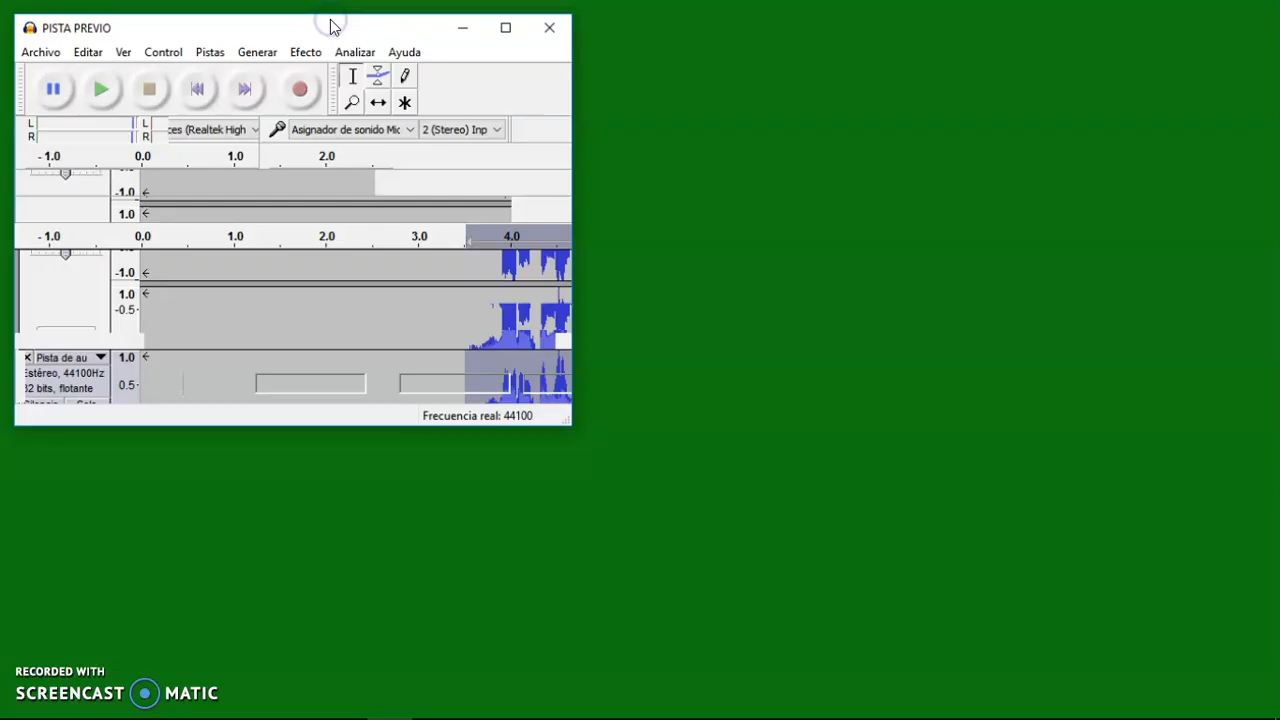 PISTA PREVIO
Archivo Editar Ver Control Pistas Generar Efecto Analizar Ayuda
L L
R R
ces (Realtek High Asignador de sonido Mic 2 (Stereo) Inp
- 1.0 0.0 1.0 2.0
-1.0
1.0
- 1.0 0.0 1.0 2.0 3.0 4.0
-1.0
1.0
-0.5
Pista de au 1.0
Estéreo, 44100Hz
32 bits, flotante 0.5
Silencio Solo
Frecuencia real: 44100
RECORDED WITH
SCREENCAST MATIC